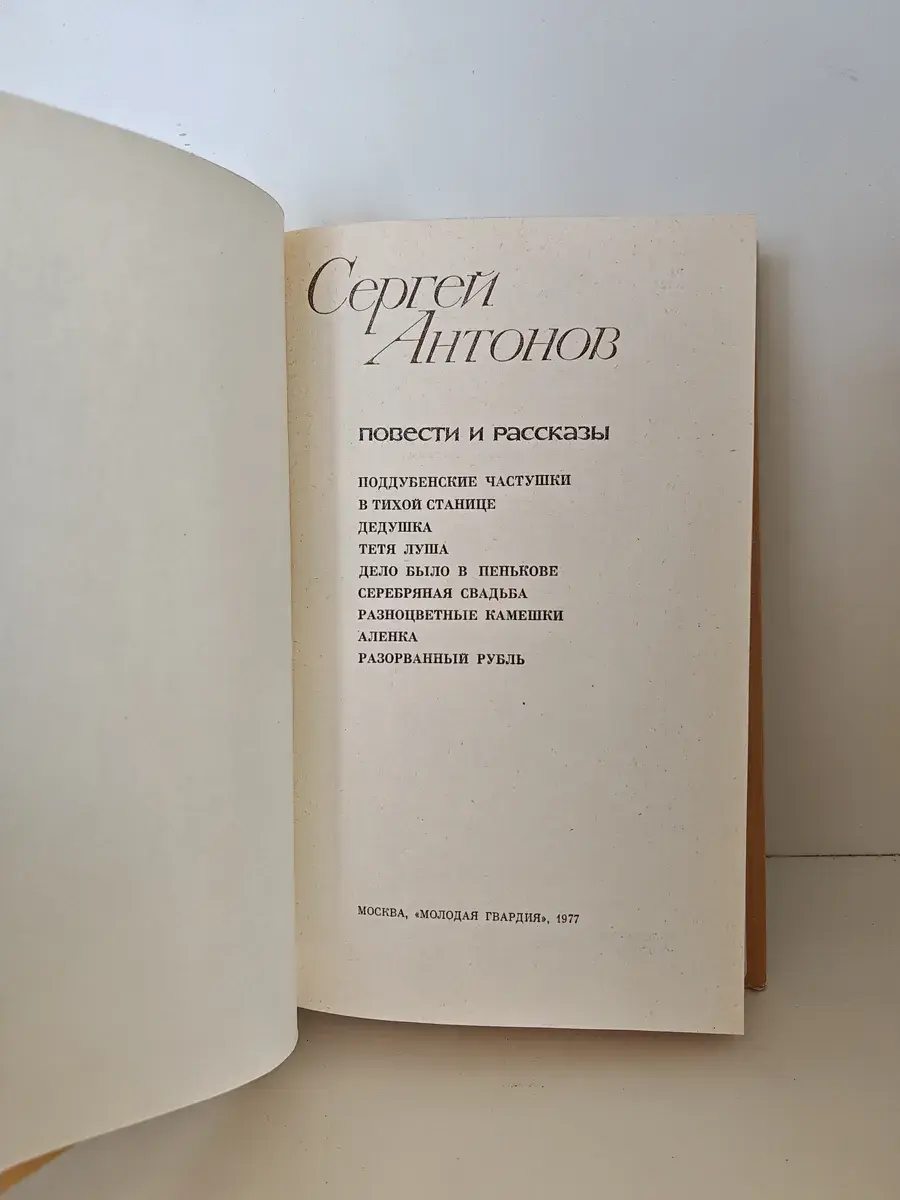 Сергей
Антонов
повести и рассказы
ПОДДУБЕНСКИЕ ЧАСТУШКИ
В ТИХОЙ СТАНИЦЕ
ДЕДУШКА
ТЕТЯ ЛУША
ДЕЛО БЫЛО В ПЕНЬКОВЕ
СЕРЕБРЯНАЯ СВАДЬБА
РАЗНОЦВЕТНЫЕ КАМЕШКИ
АЛЕНКА
РАЗОРВАННЫЙ РУБЛЬ
МОСКВА, «МОЛОДАЯ ГВАРДИЯ», 1977